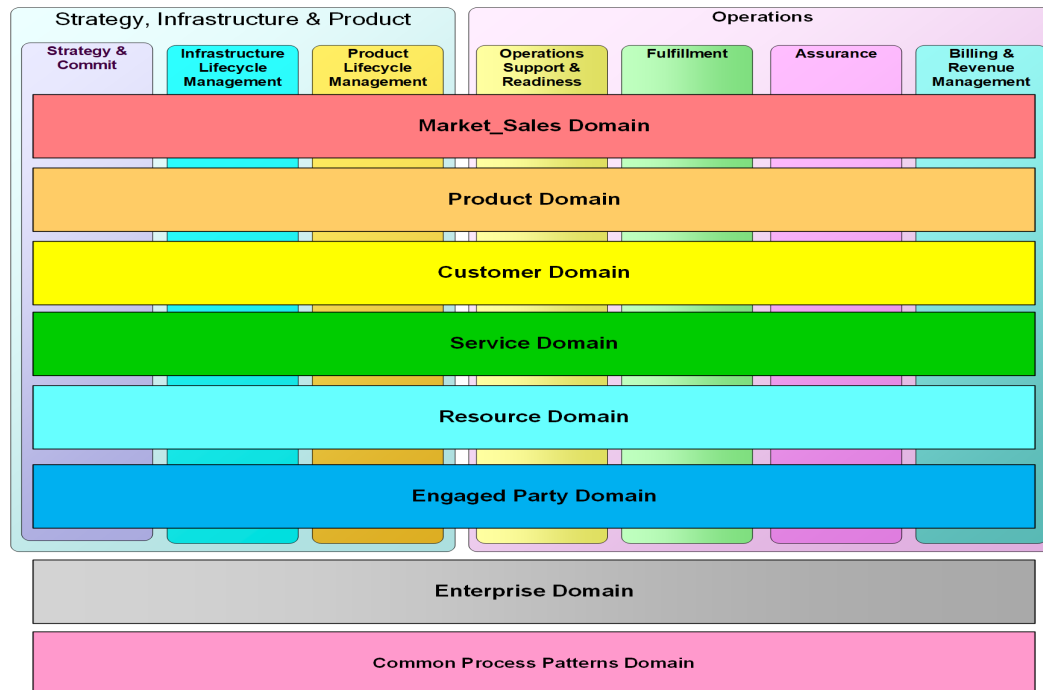 Strategy, Infrastructure & Product
Operations
Strategy &
Commit
Infrastructure
Lifecycle
Management
Product
Lifecycle
Management
Operations
Support &
Readiness
Fulfillment
Assurance
Billing &
Revenue
Management
Market_Sales Domain
Product Domain
Customer Domain
Service Domain
Resource Domain
Engaged Party Domain
Enterprise Domain
Common Process Patterns Domain